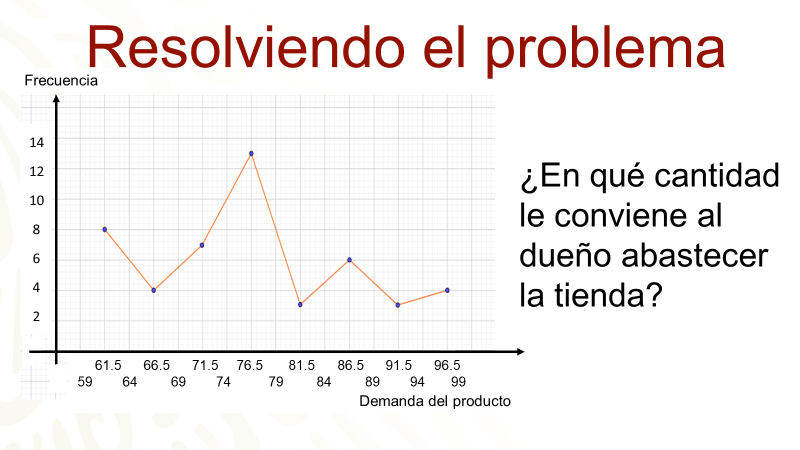 Resolviendo el problema
Frecuencia
14
12
10
8
6
4
2
61.5 66.5 71.5 76.5 81.5 86.5 91.5 96.5
59 64 69 74 79 84 89 94 99
Demanda del producto
¿En qué cantidad
le conviene al
dueño abastecer
la tienda?